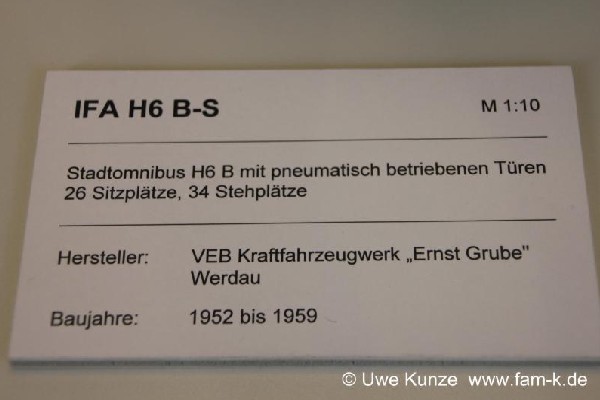 IFA H6 B-S M 1:10
Stadtomnibus H6 B mit pneumatisch betriebenen Türen
26 Sitzplätze, 34 Stehplätze
Hersteller: VEB Kraftfahrzeugwerk „Ernst Grube"
Werdau
Baujahre: 1952 bis 1959
© Uwe Kunze www.fam-k.de